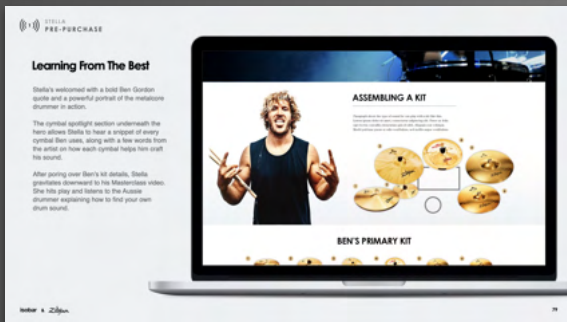 STELLA
PRE-PURCHASE
Learning From The Best
Stella's welcomed with a bold Ben Gordon
quote and a powerful portrait of the metalcore
drummer in action.
The cymbal spotlight section underneath the
hero allows Stella to hear a snippet of every
cymbal Ben uses, along with a few words from
the artist on how each cymbal helps him craft
his sound.
After poring over Ben's kit details, Stella
gravitates downward to his Masterclass video.
She hits play and listens to the Aussie
drummer explaining how to find your own
drum sound.
ASSEMBLING A KIT
BEN'S PRIMARY KIT
isobar & Zildjian
79